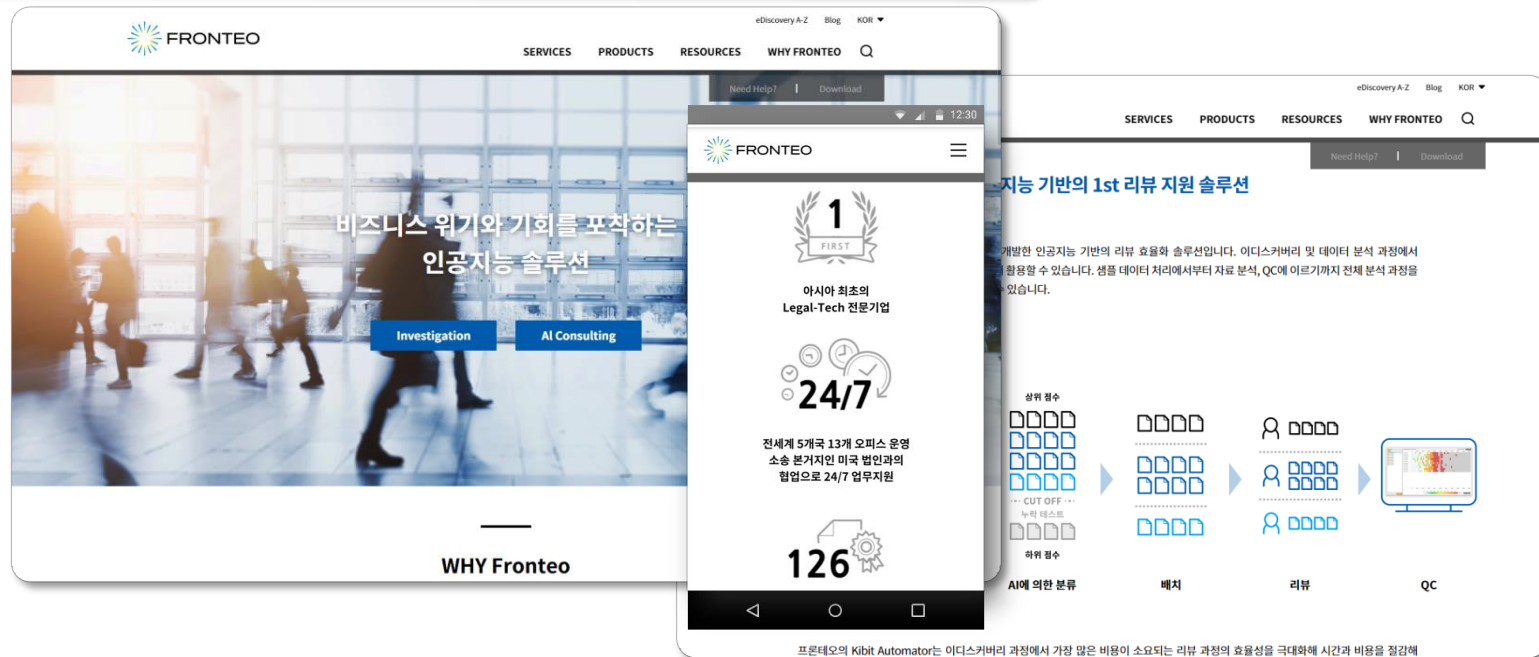 eDiscovery A-Z Blog KOR
FRONTEO
SERVICES PRODUCTS RESOURCES WHY FRONTEO
Need Help? | Download
비즈니스 위기와 기회를 포착하는
인공지능 솔루션
Investigation AI Consulting
WHY Fronteo
12:30
FRONTEO
1
FIRST
아시아 최초의
Legal-Tech 전문기업
24/7
전세계 5개국 13개 오피스 운영
소송 본거지인 미국 법인과의
협업으로 24/7 업무지원
126
eDiscovery A-Z Blog KOR
SERVICES PRODUCTS RESOURCES WHY FRONTEO
Need Help? | Download
지능 기반의 1st 리뷰 지원 솔루션
개발한 인공지능 기반의 리뷰 효율화 솔루션입니다. 이디스커버리 및 데이터 분석 과정에서
활용할 수 있습니다. 샘플 데이터 처리에서부터 자료 분석, QC에 이르기까지 전체 분석 과정을
있습니다.
상위 점수
CUT OFF
누락 테스트
하위 점수
AI에 의한 분류 배치 리뷰 QC
프론테오의 Kibit Automator는 이디스커버리 과정에서 가장 많은 비용이 소요되는 리뷰 과정의 효율성을 극대화해 시간과 비용을 절감해